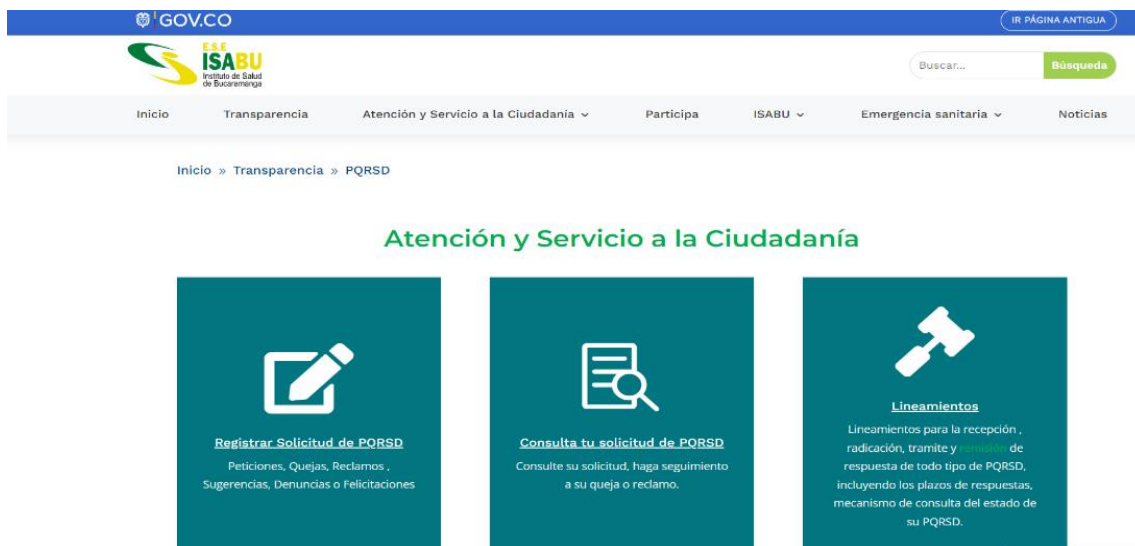 GOV.CO
IR PÁGINA ANTIGUA
E.S.E
ISABU
Instituto de Salud
de Bucaramanga
Buscar...
Búsqueda
Inicio
Transparencia
Atención y Servicio a la Ciudadanía
Participa
ISABU
Emergencia sanitaria
Noticias
Inicio » Transparencia » PQRSD
Atención y Servicio a la Ciudadanía
Registrar Solicitud de PQRSD
Peticiones, Quejas, Reclamos ,
Sugerencias, Denuncias o Felicitaciones
Consulta tu solicitud de PQRSD
Consulte su solicitud, haga seguimiento
a su queja o reclamo.
Lineamientos
Lineamientos para la recepción ,
radicación, tramite y remisión de
respuesta de todo tipo de PQRSD,
incluyendo los plazos de respuestas,
mecanismo de consulta del estado de
su PQRSD.